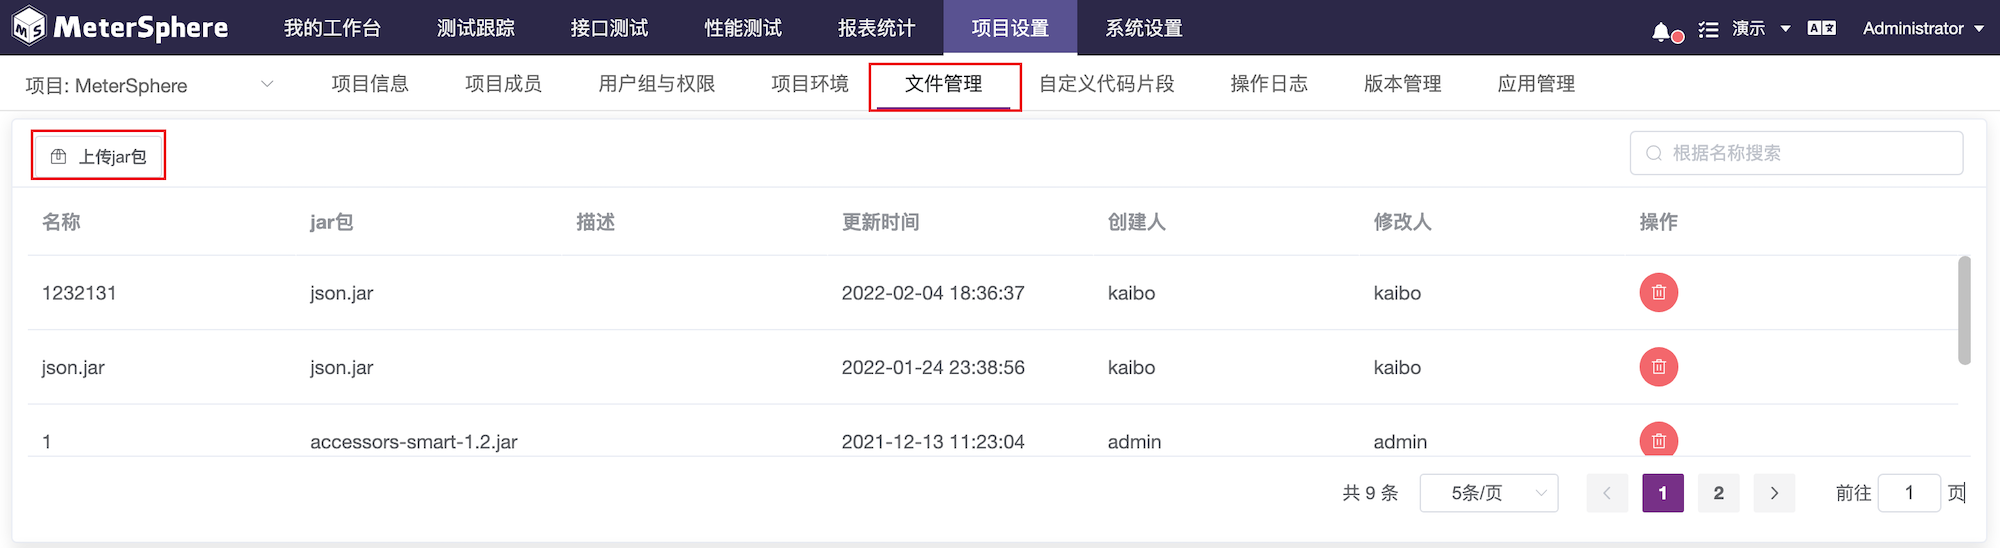 MS MeterSphere 我的工作台 测试跟踪 接口测试 性能测试 报表统计 项目设置 系统设置 演示 Administrator
项目: MeterSphere 项目信息 项目成员 用户组与权限 项目环境 文件管理 自定义代码片段 操作日志 版本管理 应用管理
上传jar包 根据名称搜索
名称 jar包 描述 更新时间 创建人 修改人 操作
1232131 json.jar 2022-02-04 18:36:37 kaibo kaibo
json.jar json.jar 2022-01-24 23:38:56 kaibo kaibo
1 accessors-smart-1.2.jar 2021-12-13 11:23:04 admin admin
共 9 条 5条/页 1 2 前往 1 页